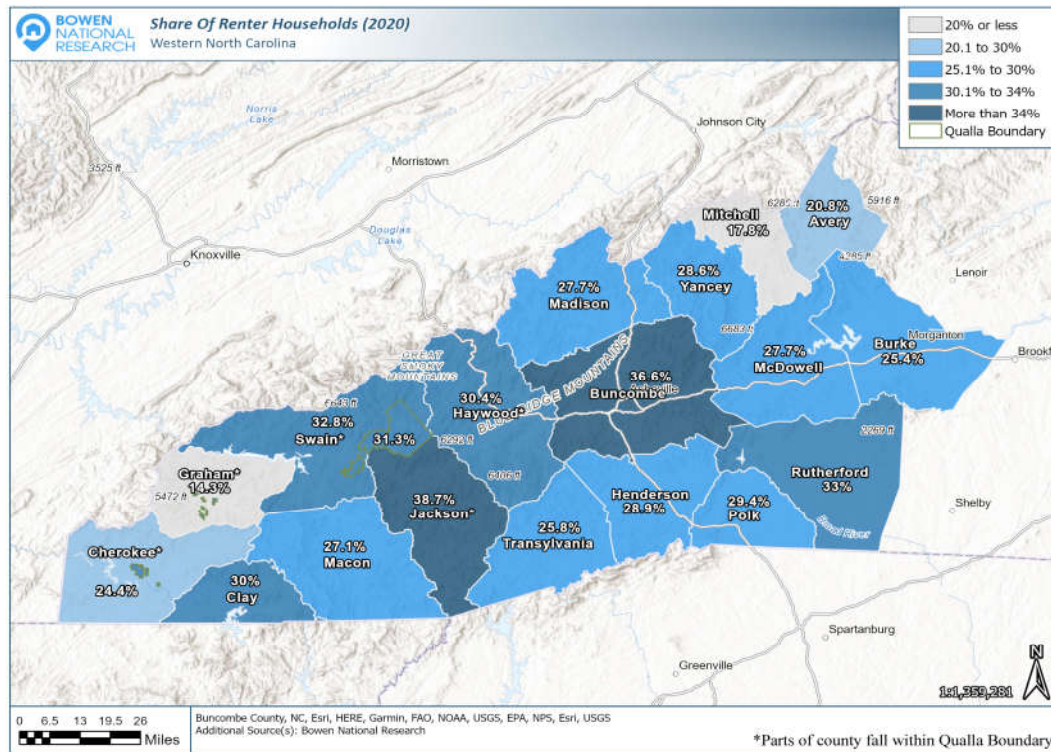 BOWEN
NATIONAL
RESEARCH
Share Of Renter Households (2020)
Western North Carolina
20% or less
20.1 to 30%
25.1% to 30%
30.1% to 34%
More than 34%
Qualla Boundary
Norris
Lake
Johnson City
3525 ft
Morristown
Mitchell
17.8%
6285 ft
20.8%
Avery
5916 ft
Douglas
Lake
Knoxville
4285 ft
Lenoir
27.7%
Madison
28.6%
Yancey
6683 ft
Morganton
Burke
25.4%
27.7%
McDowell
Brookf
GREAT
SMOKY
MOUNTAINS
BLUE RIDGE MOUNTAINS
36.6%
Asheville
Buncombe
30.4%
Haywood*
6643 ft
32.8%
Swain*
31.3%
6292 ft
2269 ft
6406 ft
Rutherford
33%
Graham*
14.3%
5472 ft
38.7%
Jackson*
Henderson
28.9%
29.4%
Polk
Shelby
25.8%
Transylvania
Broad River
27.1%
Macon
Cherokee*
24.4%
30%
Clay
Spartanburg
Greenville
N
1:1,359,281
0 6.5 13 19.5 26
Miles
Buncombe County, NC, Esri, HERE, Garmin, FAO, NOAA, USGS, EPA, NPS, Esri, USGS
Additional Source(s): Bowen National Research
*Parts of county fall within Qualla Boundary